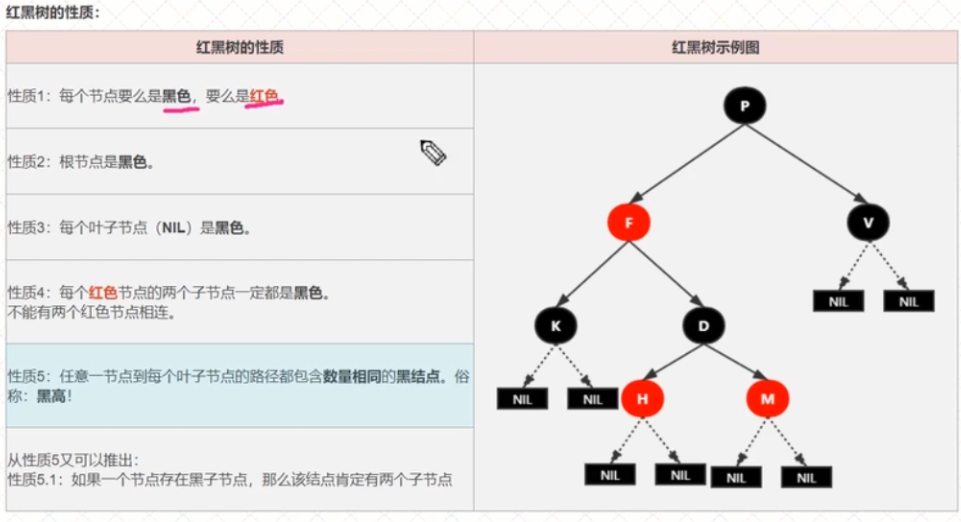 红黑树的性质：
红黑树的性质
红黑树示例图
性质1：每个节点要么是黑色，要么是红色
性质2：根节点是黑色。
性质3：每个叶子节点（NIL）是黑色。
性质4：每个红色节点的两个子节点一定都是黑色。
不能有两个红色节点相连。
性质5：任意一节点到每个叶子节点的路径都包含数量相同的黑结点。俗
称：黑高！
从性质5又可以推出：
性质5.1：如果一个节点存在黑子节点，那么该结点肯定有两个子节点
P
F
V
NIL
NIL
K
D
NIL
NIL
H
M
NIL
NIL
NIL
NIL